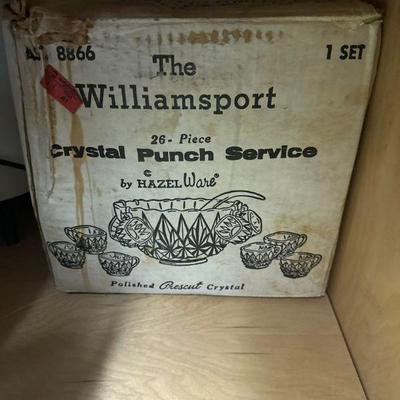 8866 1 SET
The
Williamsport
26 - Piece
Crystal Punch Service
by HAZEL Ware®
Polished Prescut Crystal